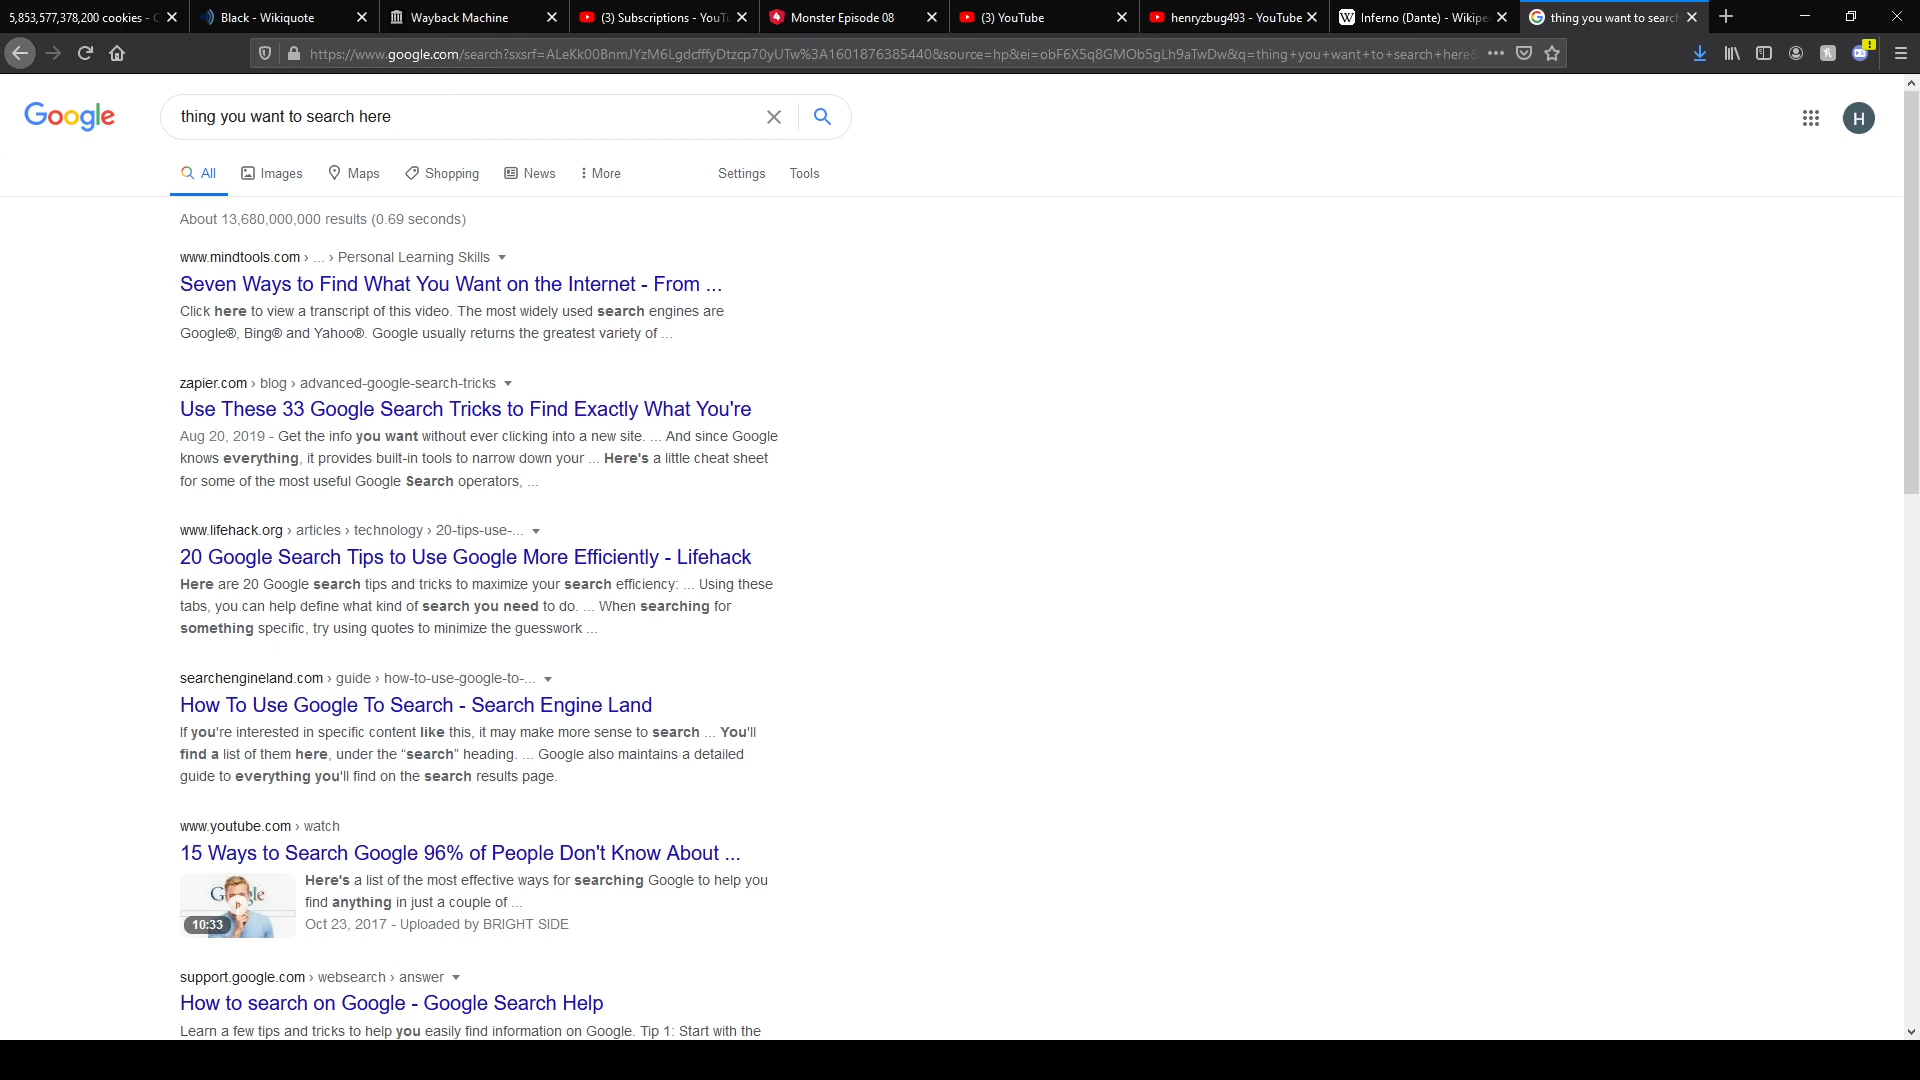 5,853,577,378,200 cookies -
Black - Wikiquote
Wayback Machine
(3) Subscriptions - YouTu
Monster Episode 08
(3) YouTube
henryzbug493 - YouTube
Inferno (Dante) - Wikipe
thing you want to search
https://www.google.com/search?sxsrf=ALeKk00BnmJYzM6LgdcfffyDtzcp70yUTw%3A1601876385440&source=hp&ei=obF6X5q8GMOb5gLh9aTwDw&q=thing+you+want+to+search+here&
Google
thing you want to search here
H
All Images Maps Shopping News More Settings Tools
About 13,680,000,000 results (0.69 seconds)
www.mindtools.com › ... › Personal Learning Skills
Seven Ways to Find What You Want on the Internet - From ...
Click here to view a transcript of this video. The most widely used search engines are
Google®, Bing® and Yahoo®. Google usually returns the greatest variety of ...
zapier.com › blog › advanced-google-search-tricks
Use These 33 Google Search Tricks to Find Exactly What You're
Aug 20, 2019 - Get the info you want without ever clicking into a new site. ... And since Google
knows everything, it provides built-in tools to narrow down your ... Here's a little cheat sheet
for some of the most useful Google Search operators, ...
www.lifehack.org › articles › technology › 20-tips-use-...
20 Google Search Tips to Use Google More Efficiently - Lifehack
Here are 20 Google search tips and tricks to maximize your search efficiency: ... Using these
tabs, you can help define what kind of search you need to do. ... When searching for
something specific, try using quotes to minimize the guesswork ...
searchengineland.com › guide › how-to-use-google-to-...
How To Use Google To Search - Search Engine Land
If you're interested in specific content like this, it may make more sense to search ... You'll
find a list of them here, under the “search” heading. ... Google also maintains a detailed
guide to everything you'll find on the search results page.
www.youtube.com › watch
15 Ways to Search Google 96% of People Don't Know About ...
10:33
Here's a list of the most effective ways for searching Google to help you
find anything in just a couple of ...
Oct 23, 2017 - Uploaded by BRIGHT SIDE
support.google.com › websearch › answer
How to search on Google - Google Search Help
Learn a few tips and tricks to help you easily find information on Google. Tip 1: Start with the